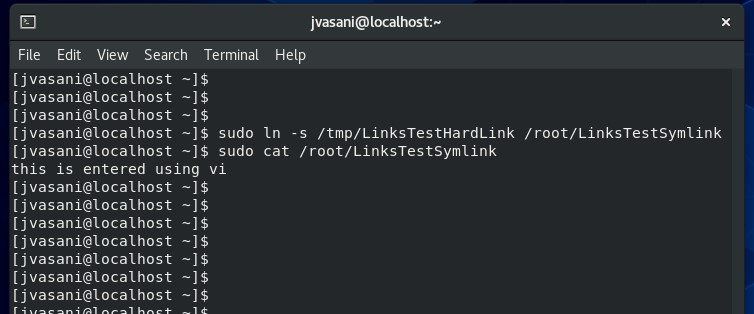 jvasani@localhost:~
File Edit View Search Terminal Help
[jvasani@localhost ~]$
[jvasani@localhost ~]$
[jvasani@localhost ~]$
[jvasani@localhost ~]$ sudo ln -s /tmp/LinksTestHardLink /root/LinksTestSymlink
[jvasani@localhost ~]$ sudo cat /root/LinksTestSymlink
this is entered using vi
[jvasani@localhost ~]$
[jvasani@localhost ~]$
[jvasani@localhost ~]$
[jvasani@localhost ~]$
[jvasani@localhost ~]$
[jvasani@localhost ~]$
[jvasani@localhost ~]$
[jvasani@localhost ~]$